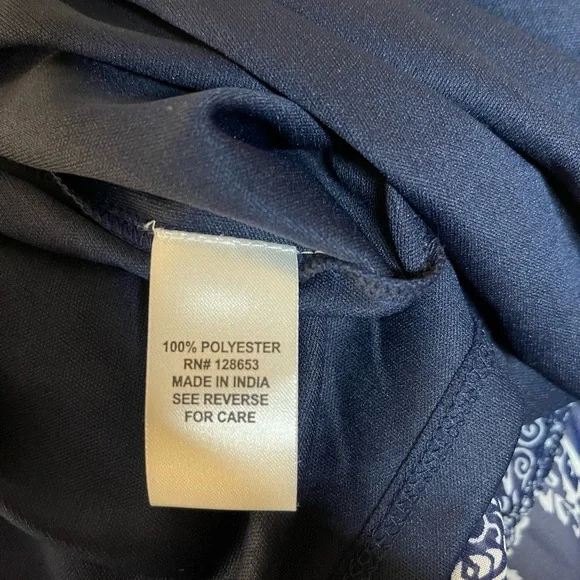 100% POLYESTER
RN# 128653
MADE IN INDIA
SEE REVERSE
FOR CARE